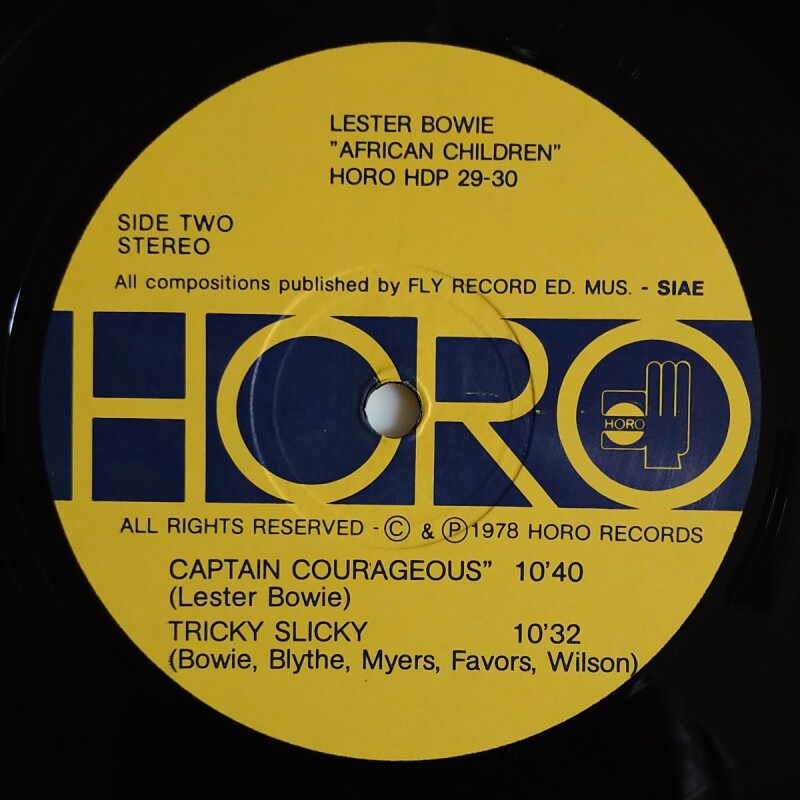 LESTER BOWIE
"AFRICAN CHILDREN"
HORO HDP 29-30
SIDE TWO
STEREO
All compositions published by FLY RECORD ED. MUS. - SIAE
HORO
HORO
ALL RIGHTS RESERVED - © & ℗ 1978 HORO RECORDS
CAPTAIN COURAGEOUS" 10'40
(Lester Bowie)
TRICKY SLICKY 10'32
(Bowie, Blythe, Myers, Favors, Wilson)